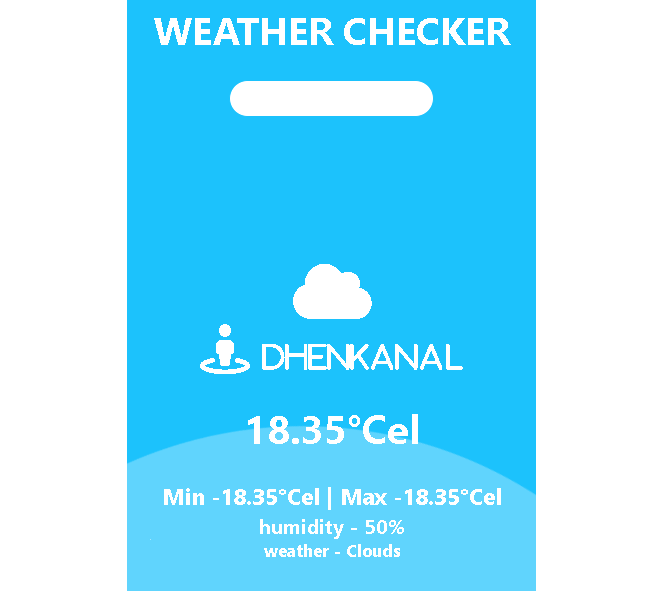 WEATHER CHECKER
DHENKANAL
18.35°Cel
Min -18.35°Cel | Max -18.35°Cel
humidity - 50%
weather - Clouds